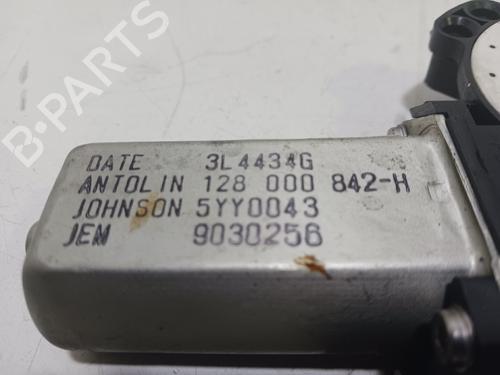 B-PARTS
DATE 3L4434G
ANTOLIN 128 000 842-H
JOHNSON 5YY0043
JEM 9030256